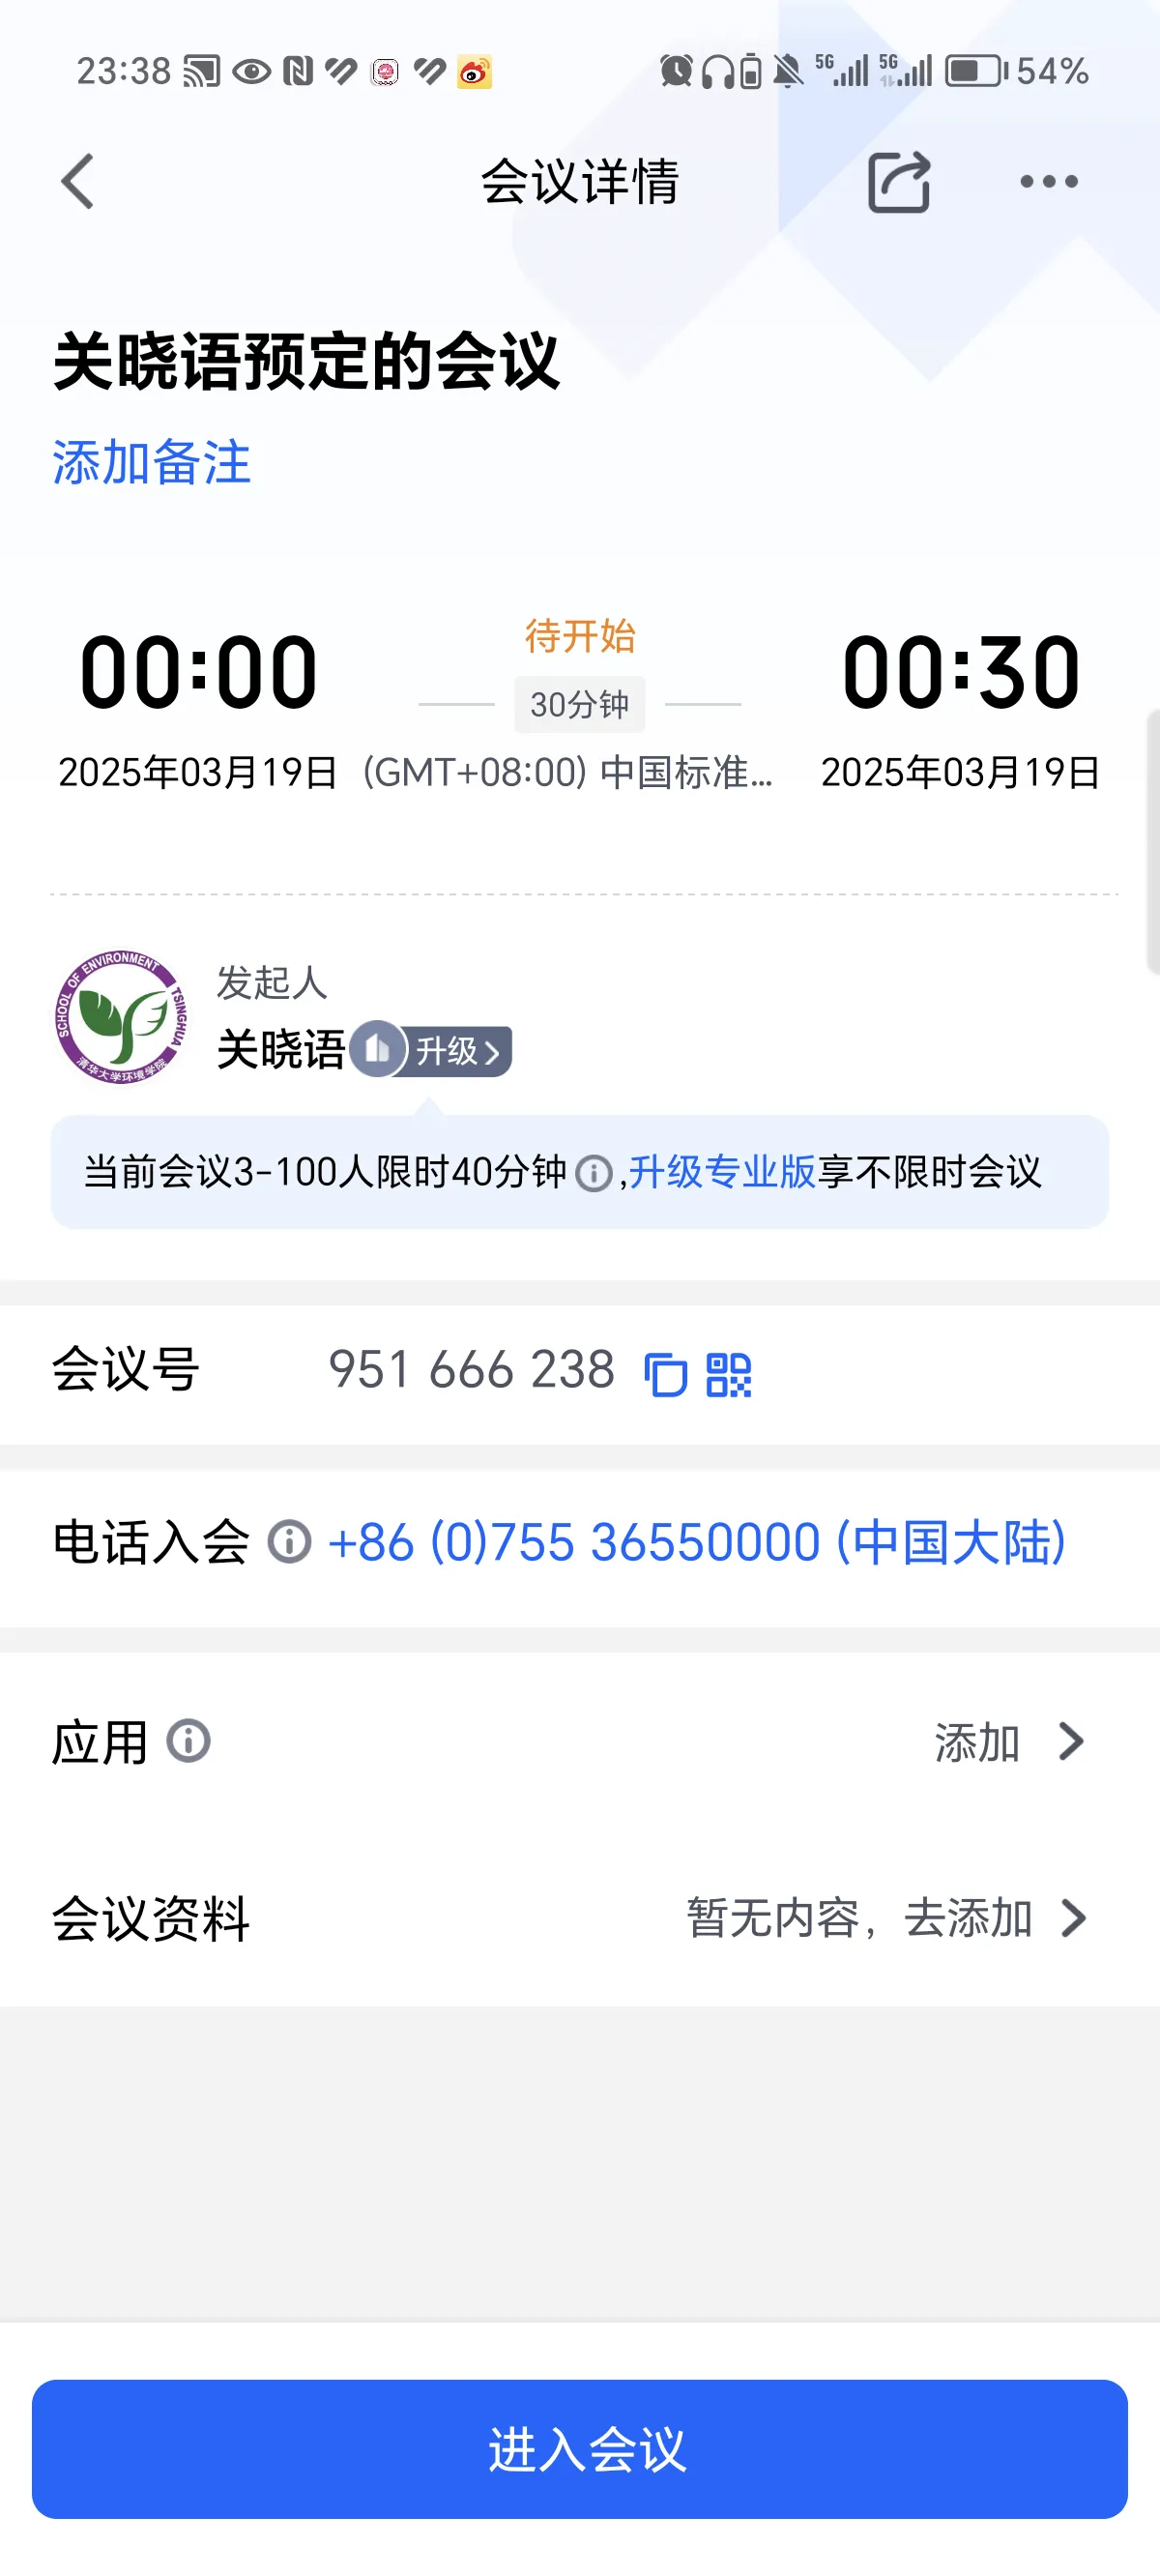 23:38 5G 5G 54%
会议详情
关晓语预定的会议
添加备注
待开始
00:00 30分钟 00:30
2025年03月19日 (GMT+08:00) 中国标准... 2025年03月19日
SCHOOL OF ENVIRONMENT TSINGHUA
清华大学环境学院
发起人
关晓语 升级
当前会议3-100人限时40分钟 ,升级专业版享不限时会议
会议号 951 666 238
电话入会 +86 (0)755 36550000 (中国大陆)
应用 添加
会议资料 暂无内容，去添加
进入会议